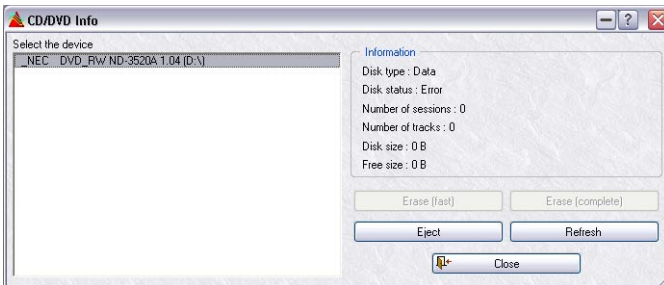 CD/DVD Info
Select the device
_NEC DVD_RW ND-3520A 1.04 (D:\)
Information
Disk type : Data
Disk status : Error
Number of sessions : 0
Number of tracks : 0
Disk size : 0 B
Free size : 0 B
Erase (fast) Erase (complete)
Eject Refresh
Close